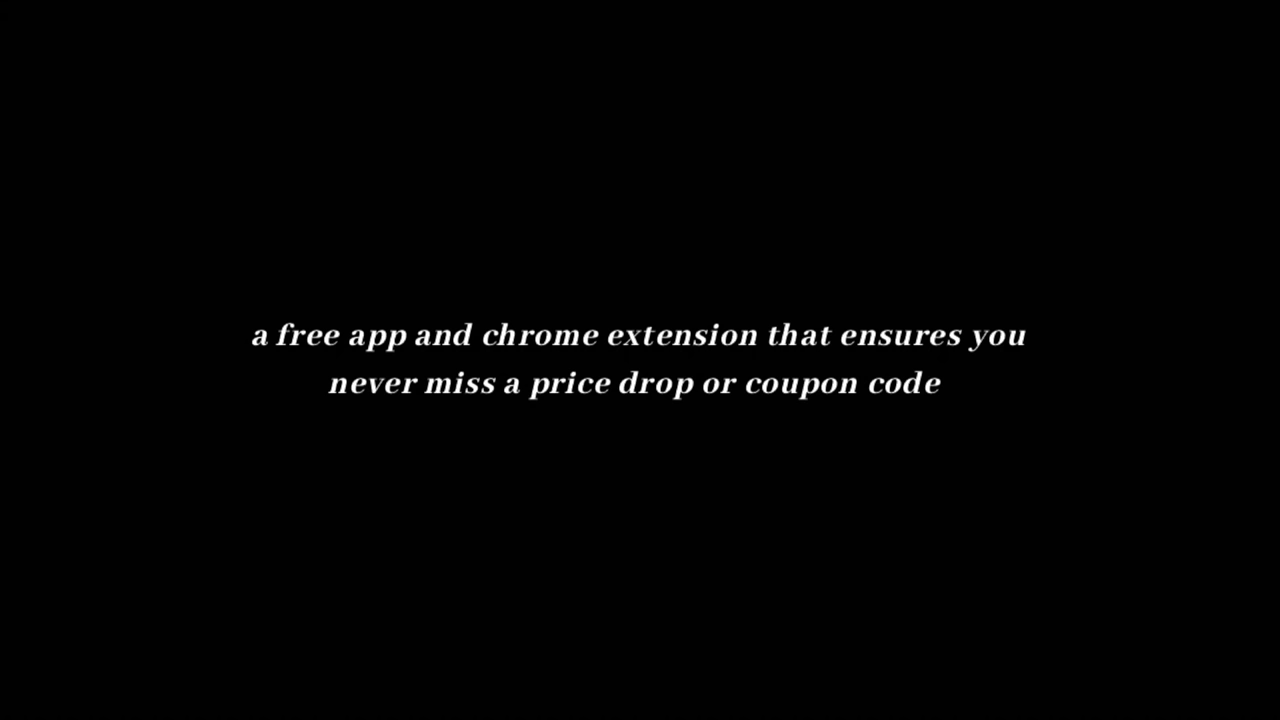 a free app and chrome extension that ensures you
never miss a price drop or coupon code